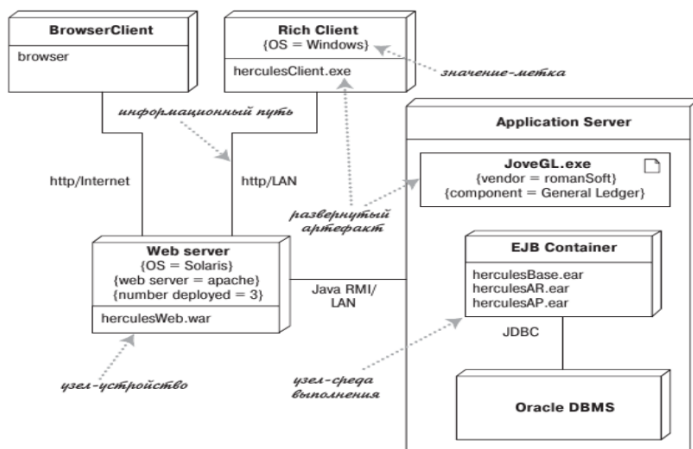 BrowserClient
browser
Rich Client
{OS = Windows}
herculesClient.exe
значение-метка
информационный путь
http/Internet
http/LAN
Application Server
JoveGL.exe
{vendor = romanSoft}
{component = General Ledger}
развернутый
артефакт
Web server
{OS = Solaris}
{web server = apache}
{number deployed = 3}
herculesWeb.war
Java RMI/
LAN
EJB Container
herculesBase.ear
herculesAR.ear
herculesAP.ear
JDBC
узел-устройство
узел-среда
выполнения
Oracle DBMS